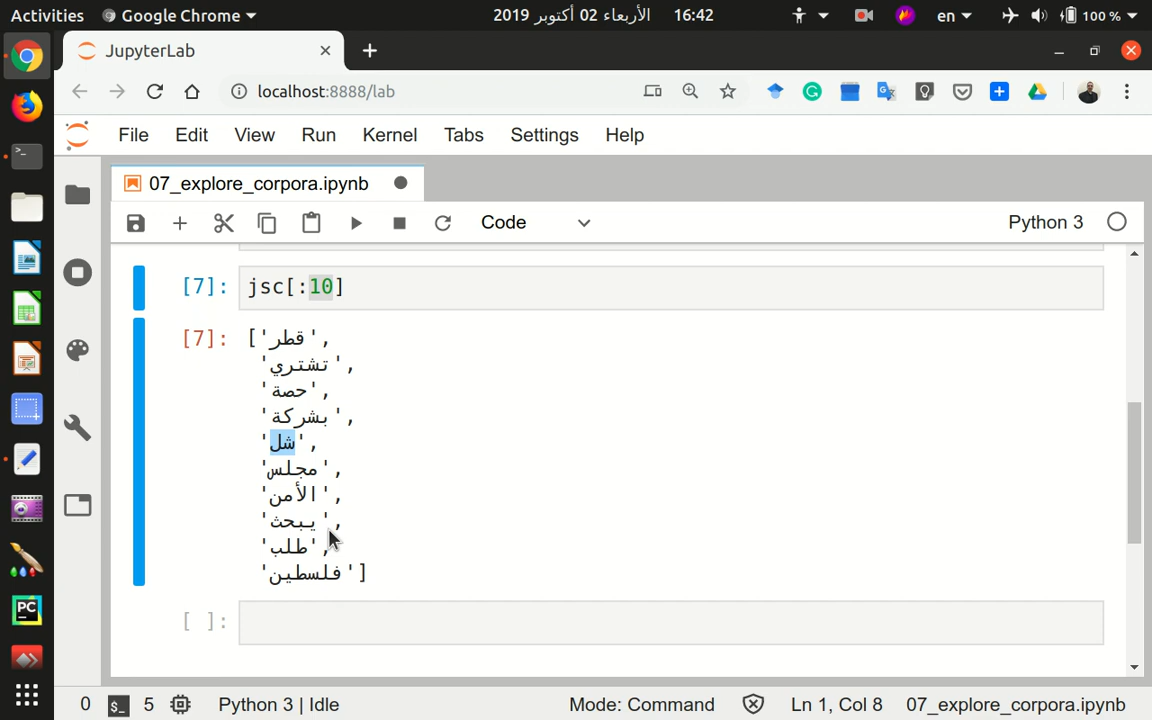 Activities Google Chrome الأربعاء 02 أكتوبر 2019 16:42 en 100 %
JupyterLab
localhost:8888/lab
File Edit View Run Kernel Tabs Settings Help
07_explore_corpora.ipynb
Code Python 3
[7]: jsc[:10]
[7]: ['قطر',
'تشتري',
'حصة',
'بشركة',
'شل',
'مجلس',
'الأمن',
'يبحث',
'طلب',
'فلسطين']
[ ]:
PC
0 $_ 5 Python 3 | Idle Mode: Command Ln 1, Col 8 07_explore_corpora.ipynb